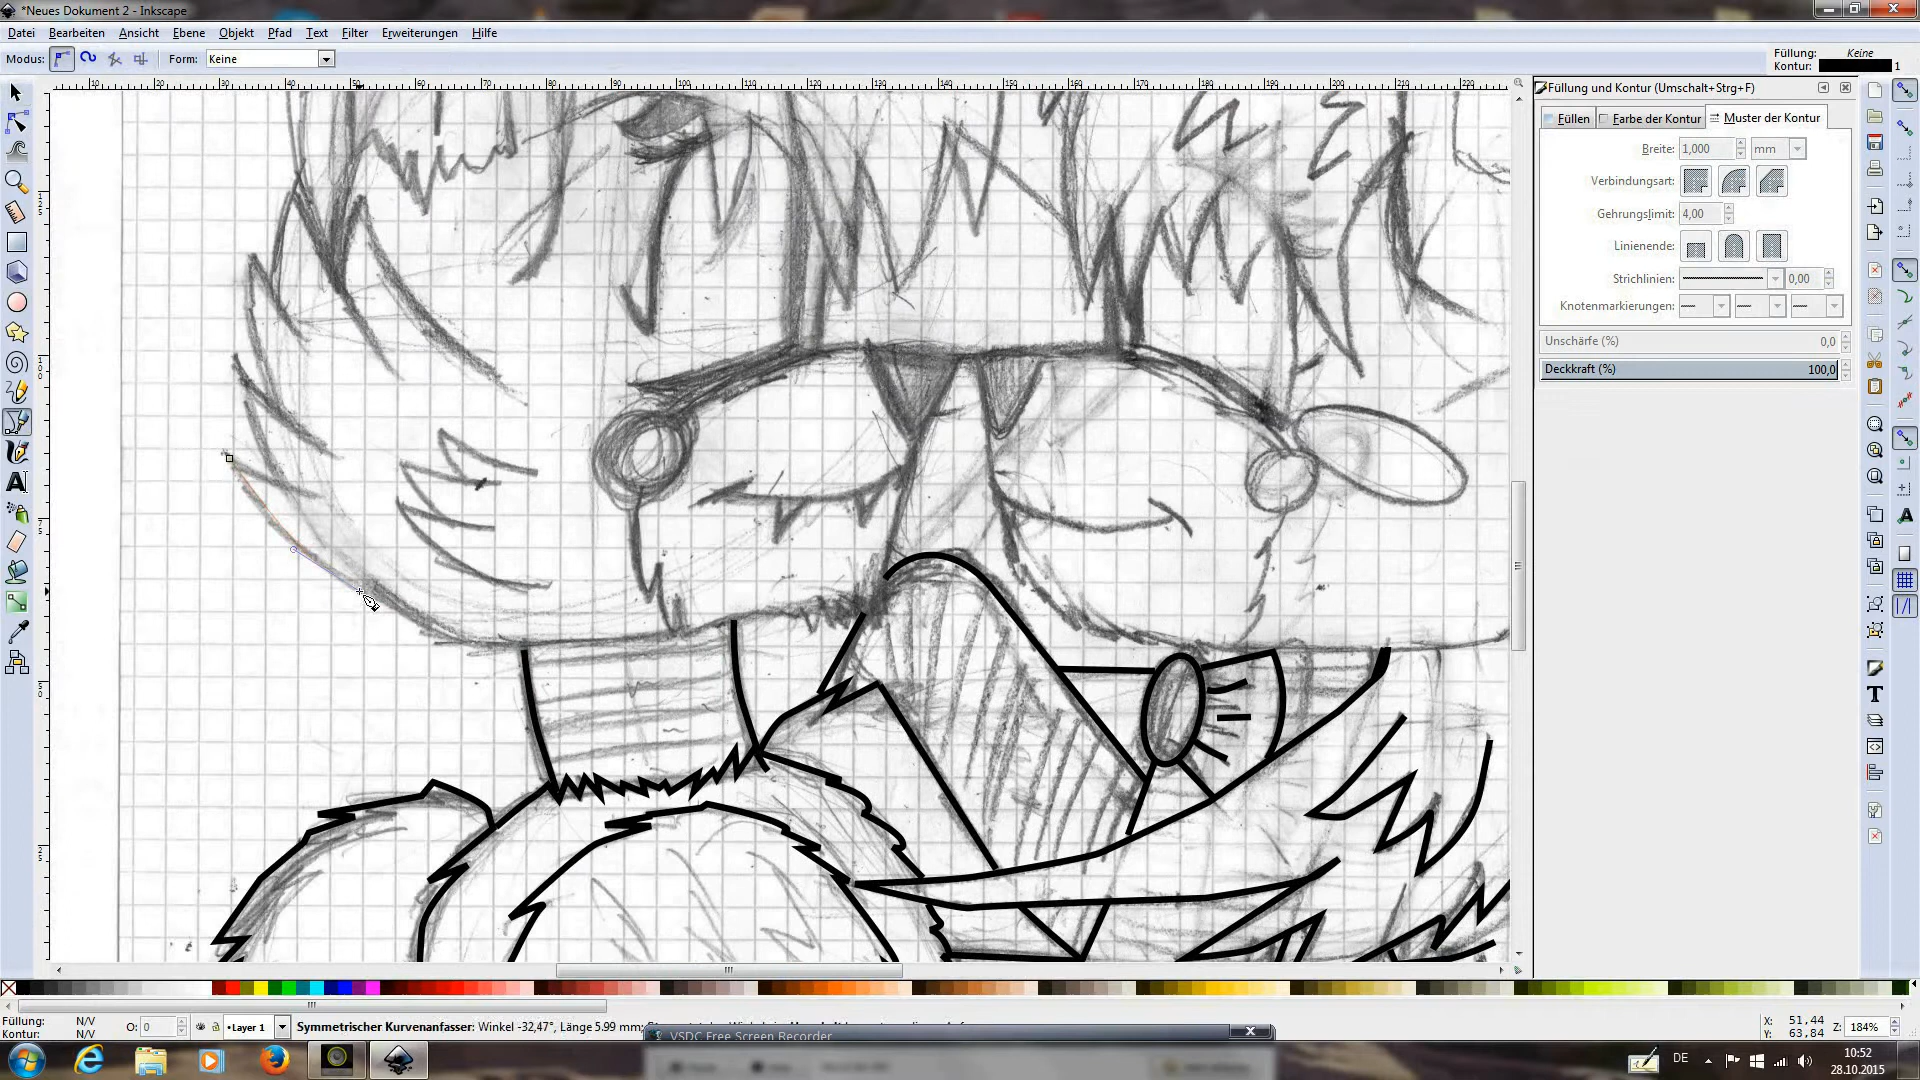 *Neues Dokument 2 - Inkscape
Datei Bearbeiten Ansicht Ebene Objekt Pfad Text Filter Erweiterungen Hilfe
Modus: Form: Keine
Füllung: Keine
Kontur: 1
Füllung und Kontur (Umschalt+Strg+F)
Füllen Farbe der Kontur Muster der Kontur
Breite: 1,000 mm
Verbindungsart:
Gehrungslimit: 4,00
Linienende:
Strichlinien: 0,00
Knotenmarkierungen:
Unschärfe (%) 0,0
Deckkraft (%) 100,0
Füllung: N/V
Kontur: N/V
O: 0
Layer 1
Symmetrischer Kurvenanfasser: Winkel -32,47°, Länge 5.99 mm;
VSDC Free Screen Recorder
X: 51,44
Y: 63,84
Z: 184%
DE
10:52
28.10.2015